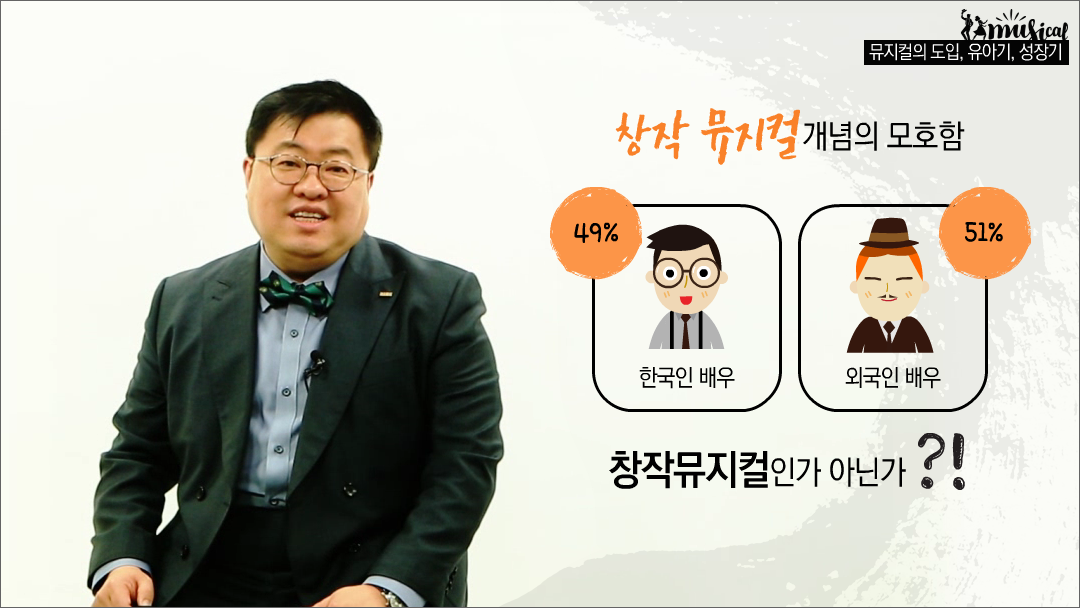 musical
뮤지컬의 도입, 유아기, 성장기
창작 뮤지컬개념의 모호함
49%
51%
한국인 배우
외국인 배우
창작뮤지컬인가 아닌가 ?!